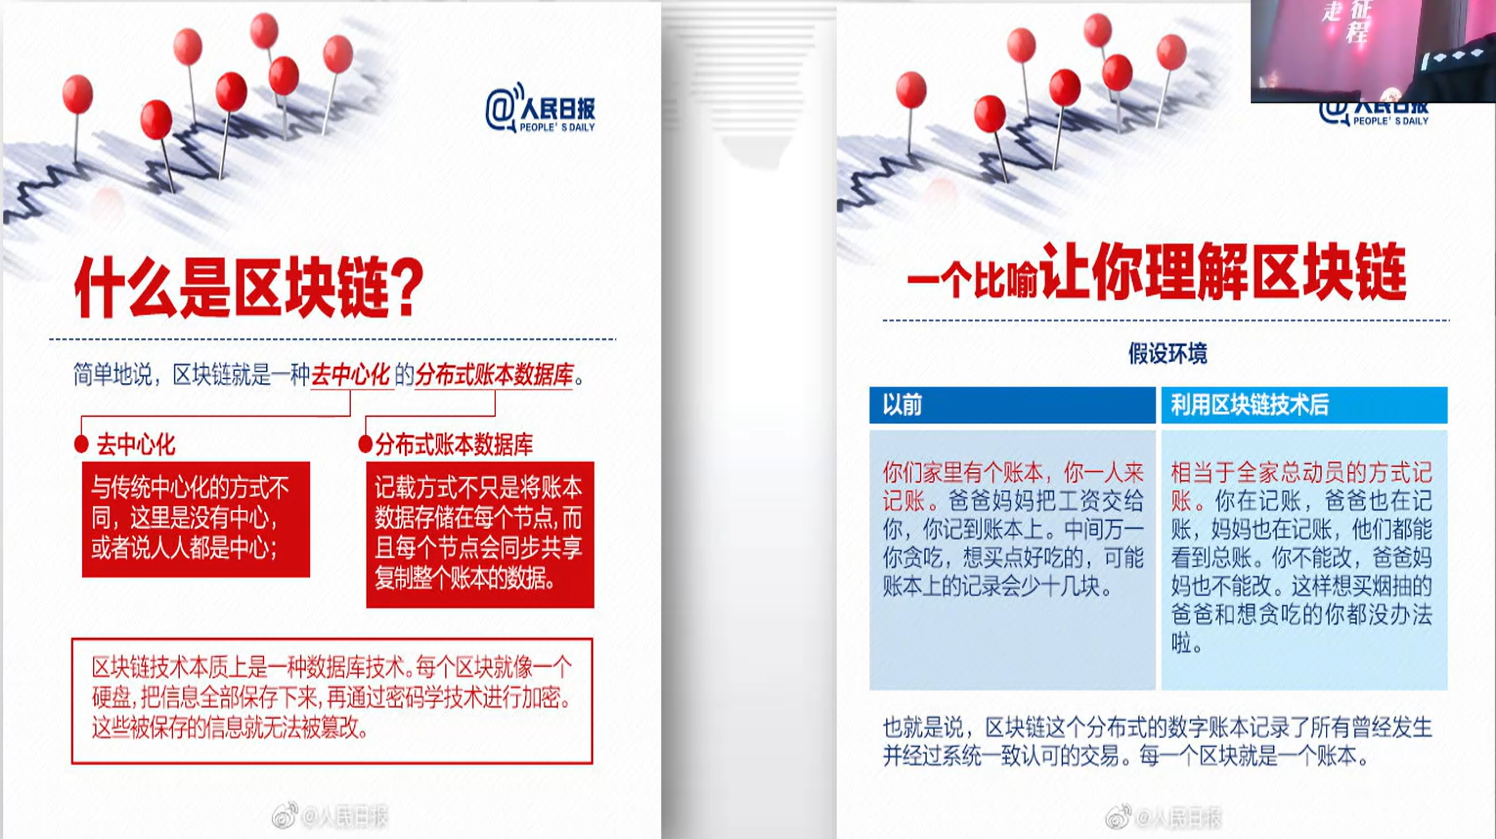 @人民日报
PEOPLE'S DAILY
什么是区块链?
简单地说，区块链就是一种去中心化的分布式账本数据库。
去中心化
与传统中心化的方式不
同，这里是没有中心，
或者说人人都是中心；
分布式账本数据库
记载方式不只是将账本
数据存储在每个节点,而
且每个节点会同步共享
复制整个账本的数据。
区块链技术本质上是一种数据库技术。每个区块就像一个
硬盘,把信息全部保存下来,再通过密码学技术进行加密。
这些被保存的信息就无法被篡改。
@人民日报
征程
走
@人民日报
PEOPLE'S DAILY
一个比喻让你理解区块链
假设环境
以前
你们家里有个账本，你一人来
记账。爸爸妈妈把工资交给
你，你记到账本上。中间万一
你贪吃，想买点好吃的，可能
账本上的记录会少十几块。
利用区块链技术后
相当于全家总动员的方式记
账。你在记账，爸爸也在记
账，妈妈也在记账，他们都能
看到总账。你不能改，爸爸妈
妈也不能改。这样想买烟抽的
爸爸和想贪吃的你都没办法
啦。
也就是说，区块链这个分布式的数字账本记录了所有曾经发生
并经过系统一致认可的交易。每一个区块就是一个账本。
@人民日报